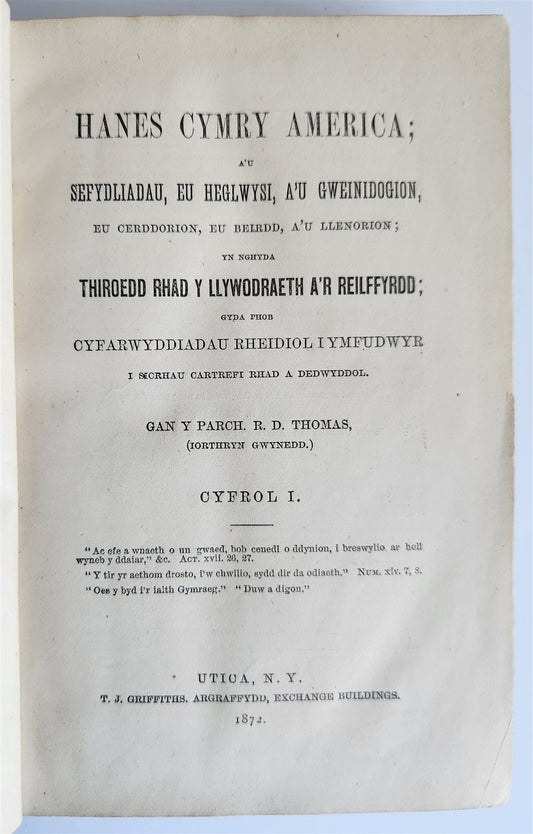 HANES CYMRY AMERICA;
A'U
SEFYDLIADAU, EU HEGLWYSI, A'U GWEINIDOGION,
EU CERDDORION, EU BEIRDD, A'U LLENORION;
YN NGHYDA
THIROEDD RHAD Y LLYWODRAETH A'R REILFFYRDD;
GYDA PHOB
CYFARWYDDIADAU RHEIDIOL I YMFUDWYR
I SICRHAU CARTREFI RHAD A DEDWYDDOL.
GAN Y PARCH. R. D. THOMAS,
(IORTHRYN GWYNEDD.)
CYFROL I.
"Ac efe a wnaeth o un gwaed, bob cenedl o ddynion, i breswylio ar holl
wyneb y ddaiar," &c. ACT. xvii. 26, 27.
"Y tir yr aethom drosto, i'w chwilio, sydd dir da odiaeth." NUM. xiv. 7, 8.
"Oes y byd i'r iaith Gymraeg." "Duw a digon."
UTICA, N. Y.
T. J. GRIFFITHS. ARGRAFFYDD, EXCHANGE BUILDINGS.
1872.